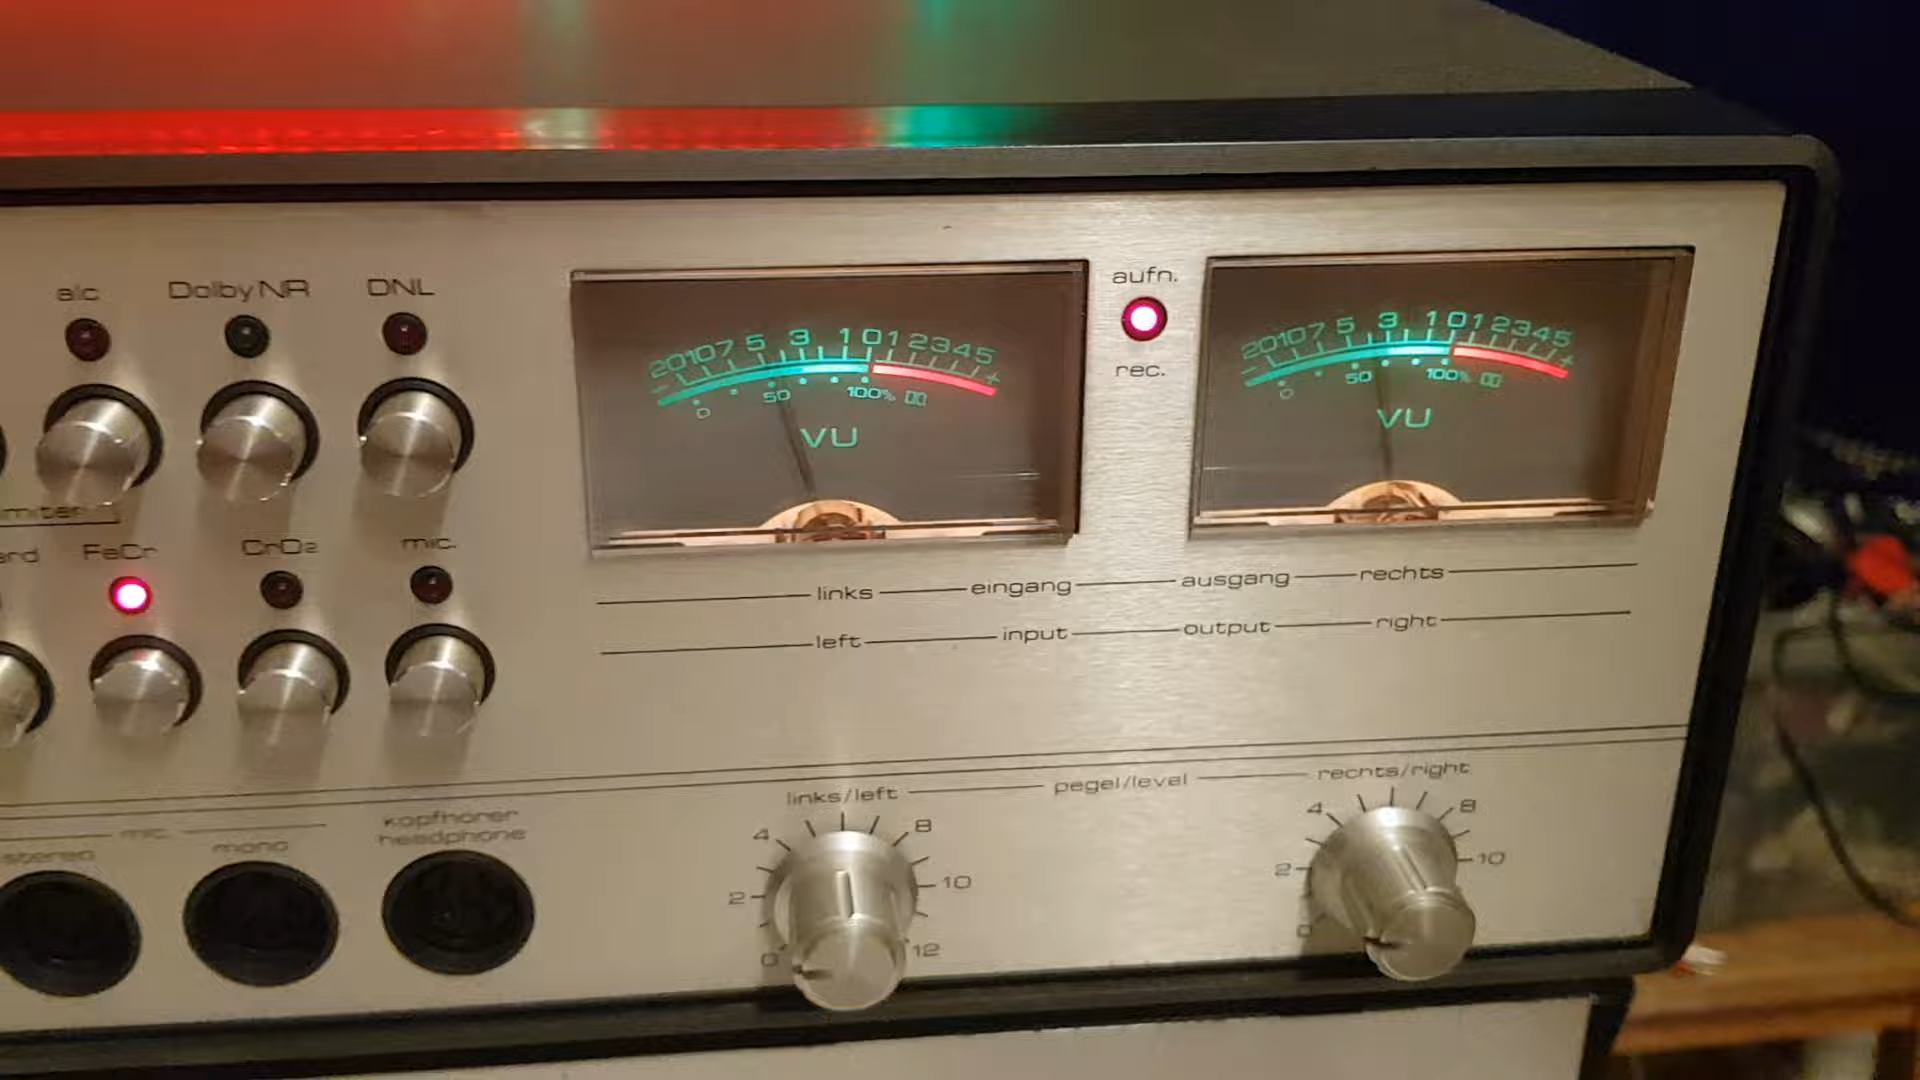 alc Dolby NR DNL
aufn.
rec.
20 10 7 5 3 1 0 1 2 3 4 5
- +
0 50 100%
VU
20 10 7 5 3 1 0 1 2 3 4 5
- +
0 50 100%
VU
FeCr CrO2 mic.
links eingang ausgang rechts
left input output right
links/left pegel/level rechts/right
mic.
stereo mono
kopfhörer
headphone
0 2 4 8 10 12
0 2 4 8 10